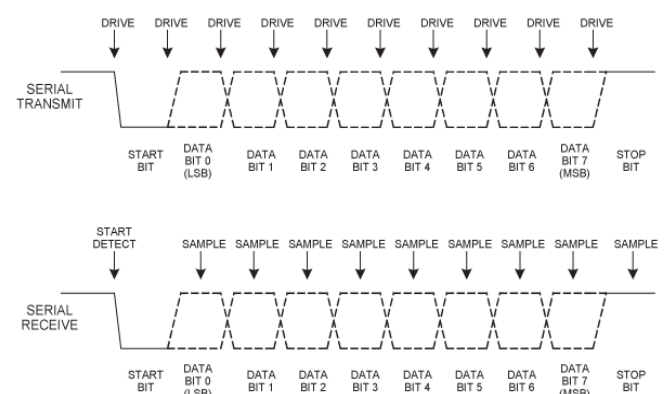 DRIVE DRIVE DRIVE DRIVE DRIVE DRIVE DRIVE DRIVE DRIVE DRIVE
SERIAL
TRANSMIT
START
BIT
DATA
BIT 0
(LSB)
DATA
BIT 1
DATA
BIT 2
DATA
BIT 3
DATA
BIT 4
DATA
BIT 5
DATA
BIT 6
DATA
BIT 7
(MSB)
STOP
BIT
START
DETECT
SAMPLE SAMPLE SAMPLE SAMPLE SAMPLE SAMPLE SAMPLE SAMPLE SAMPLE
SERIAL
RECEIVE
START
BIT
DATA
BIT 0
(LSB)
DATA
BIT 1
DATA
BIT 2
DATA
BIT 3
DATA
BIT 4
DATA
BIT 5
DATA
BIT 6
DATA
BIT 7
(MSB)
STOP
BIT